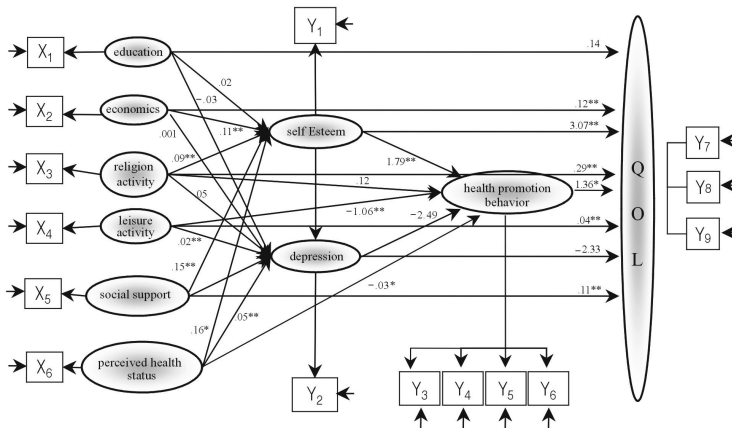 Y1
X1
education
.14
.02
-.03
X2
economics
.12**
.001
.11**
self Esteem
3.07**
X3
religion
activity
.09**
1.79**
.29**
.05
.12
health promotion
behavior
1.36*
Q
O
L
Y7
Y8
Y9
X4
leisure
activity
-1.06**
-2.49
.04**
.02**
depression
-2.33
.15**
X5
social support
-.03*
.11**
.16*
.05**
X6
perceived health
status
Y2
Y3
Y4
Y5
Y6